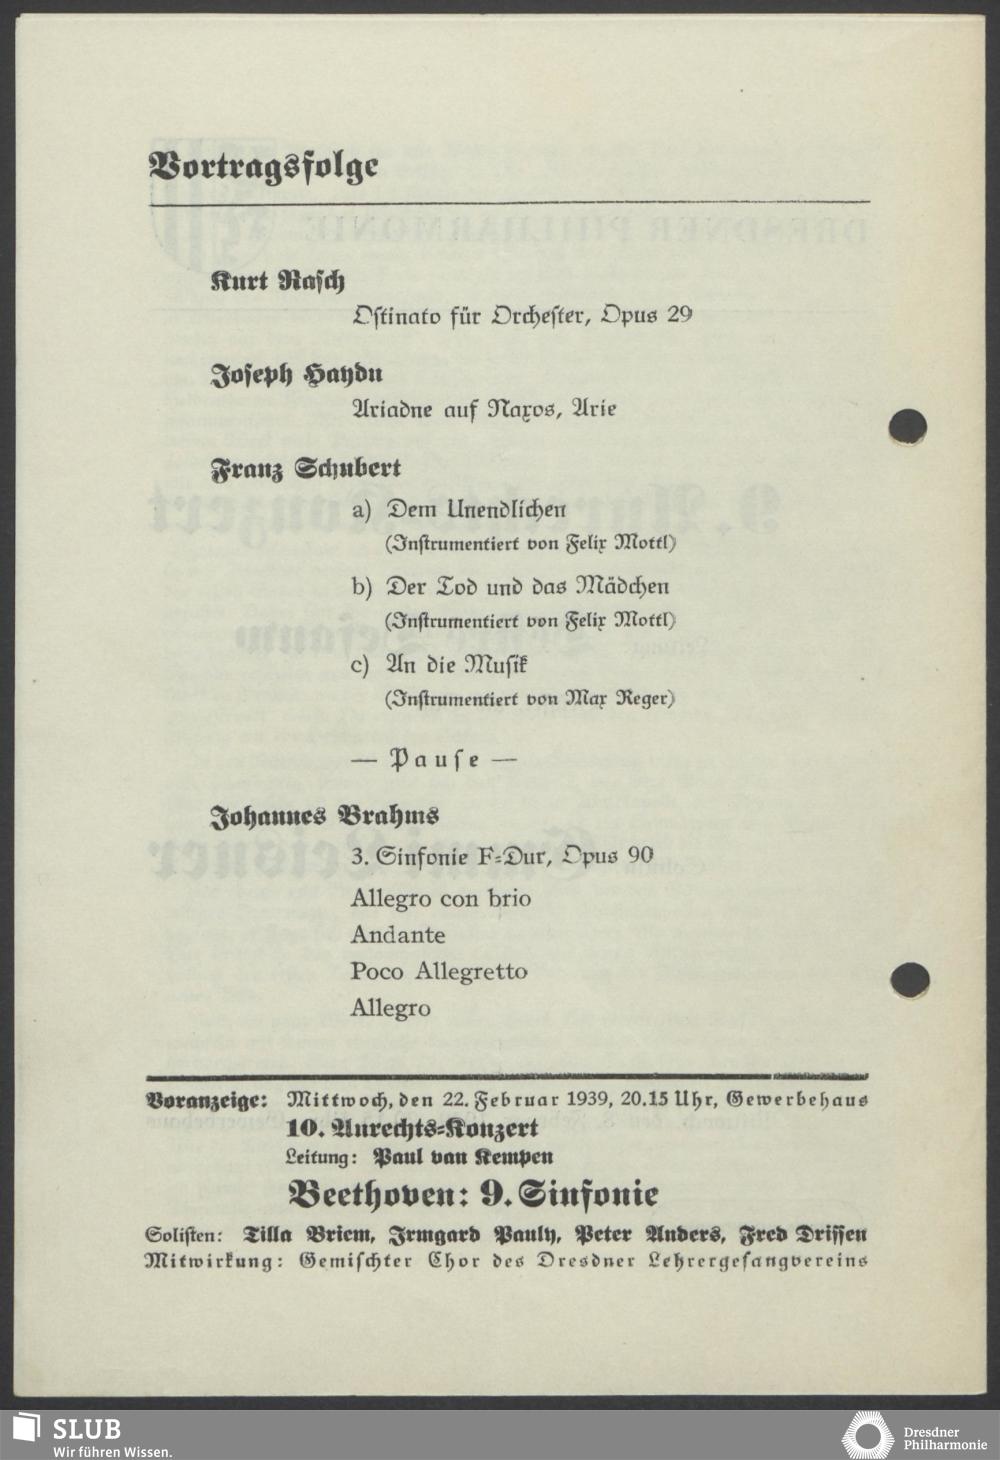 Vortragsfolge
Kurt Rasch
Ostinato für Orchester, Opus 29
Joseph Haydn
Ariadne auf Naxos, Arie
Franz Schubert
a) Dem Unendlichen
(Instrumentiert von Felix Mottl)
b) Der Tod und das Mädchen
(Instrumentiert von Felix Mottl)
c) An die Musik
(Instrumentiert von Max Reger)
— Pause —
Johannes Brahms
3. Sinfonie F=Dur, Opus 90
Allegro con brio
Andante
Poco Allegretto
Allegro
Voranzeige: Mittwoch, den 22. Februar 1939, 20.15 Uhr, Gewerbehaus
10. Anrechts=Konzert
Leitung: Paul van Kempen
Beethoven: 9. Sinfonie
Solisten: Tilla Briem, Irmgard Pauly, Peter Anders, Fred Drissen
Mitwirkung: Gemischter Chor des Dresdner Lehrergesangvereins
SLUB
Wir führen Wissen.
Dresdner
Philharmonie